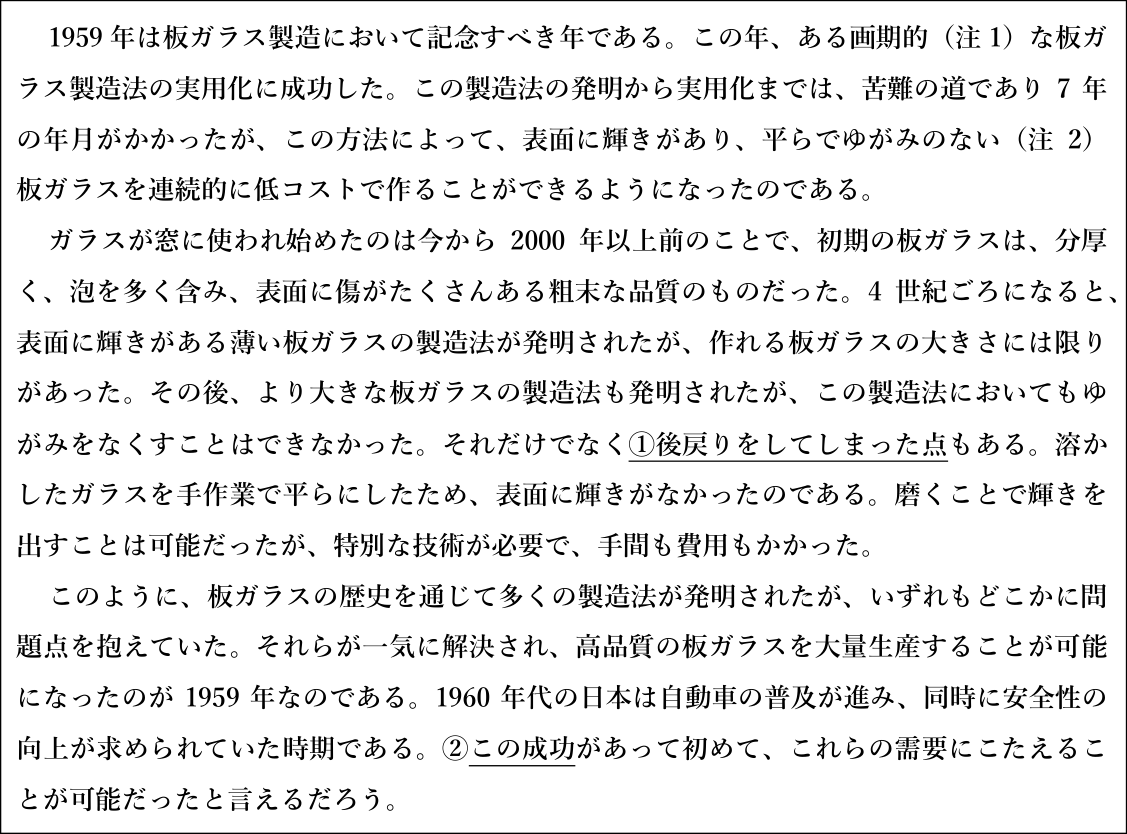 1959 年は板ガラス製造において記念すべき年である。この年、ある画期的（注 1）な板ガ
ラス製造法の実用化に成功した。この製造法の発明から実用化までは、苦難の道であり 7 年
の年月がかかったが、この方法によって、表面に輝きがあり、平らでゆがみのない（注 2）
板ガラスを連続的に低コストで作ることができるようになったのである。
ガラスが窓に使われ始めたのは今から 2000 年以上前のことで、初期の板ガラスは、分厚
く、泡を多く含み、表面に傷がたくさんある粗末な品質のものだった。4 世紀ごろになると、
表面に輝きがある薄い板ガラスの製造法が発明されたが、作れる板ガラスの大きさには限り
があった。その後、より大きな板ガラスの製造法も発明されたが、この製造法においてもゆ
がみをなくすことはできなかった。それだけでなく①後戻りをしてしまった点もある。溶か
したガラスを手作業で平らにしたため、表面に輝きがなかったのである。磨くことで輝きを
出すことは可能だったが、特別な技術が必要で、手間も費用もかかった。
このように、板ガラスの歴史を通じて多くの製造法が発明されたが、いずれもどこかに問
題点を抱えていた。それらが一気に解決され、高品質の板ガラスを大量生産することが可能
になったのが 1959 年なのである。1960 年代の日本は自動車の普及が進み、同時に安全性の
向上が求められていた時期である。②この成功があって初めて、これらの需要にこたえるこ
とが可能だったと言えるだろう。